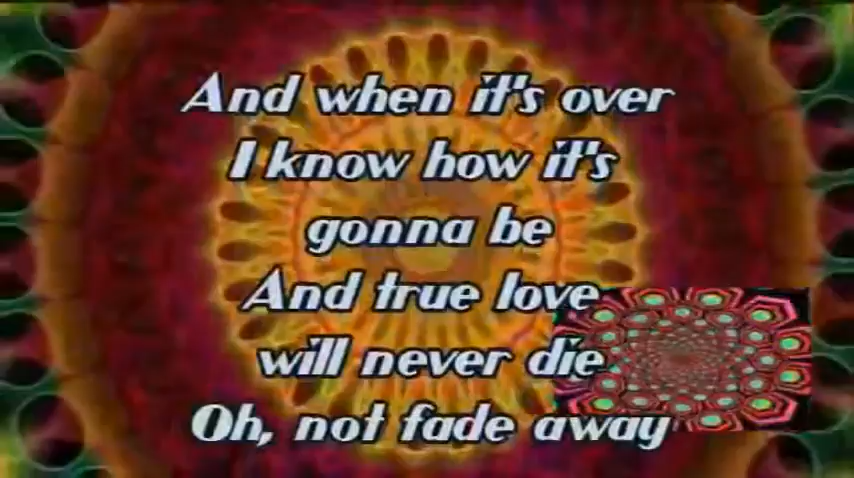 And when it's over
I know how it's
gonna be
And true love
will never die
Oh, not fade away